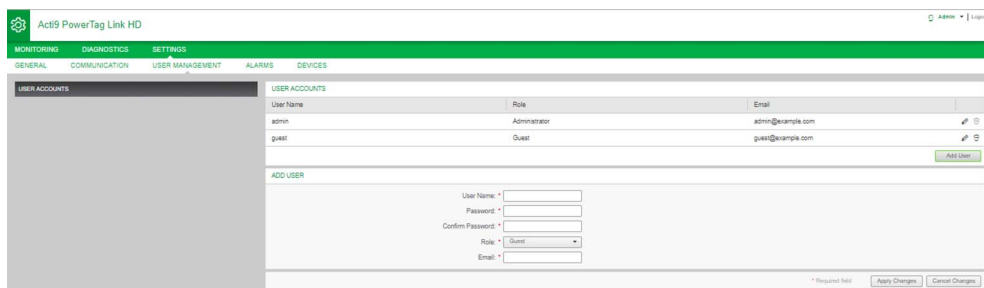 Acti9 PowerTag Link HD
Admin
MONITORING DIAGNOSTICS SETTINGS
GENERAL COMMUNICATION USER MANAGEMENT ALARMS DEVICES
USER ACCOUNTS
USER ACCOUNTS
User Name Role Email
admin Administrator admin@example.com
guest Guest guest@example.com
Add User
ADD USER
User Name: *
Password: *
Confirm Password: *
Role: * Guest
Email: *
* Required field Apply Changes Cancel Changes